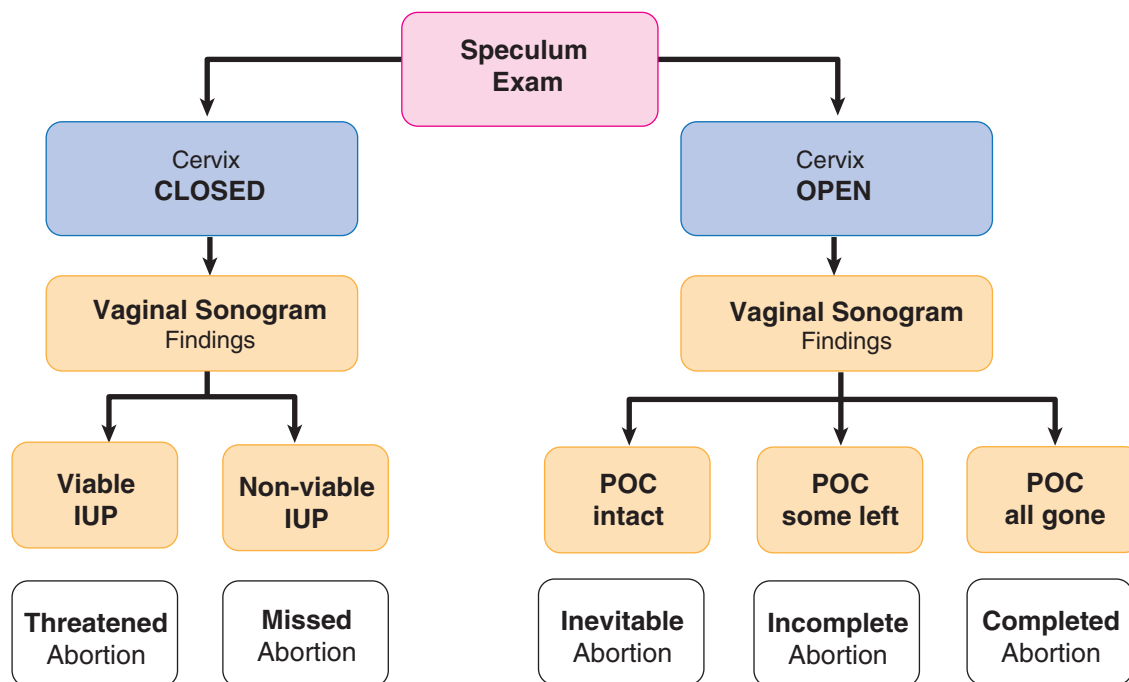 Speculum
Exam
Cervix
CLOSED
Cervix
OPEN
Vaginal Sonogram
Findings
Vaginal Sonogram
Findings
Viable
IUP
Non-viable
IUP
POC
intact
POC
some left
POC
all gone
Threatened
Abortion
Missed
Abortion
Inevitable
Abortion
Incomplete
Abortion
Completed
Abortion